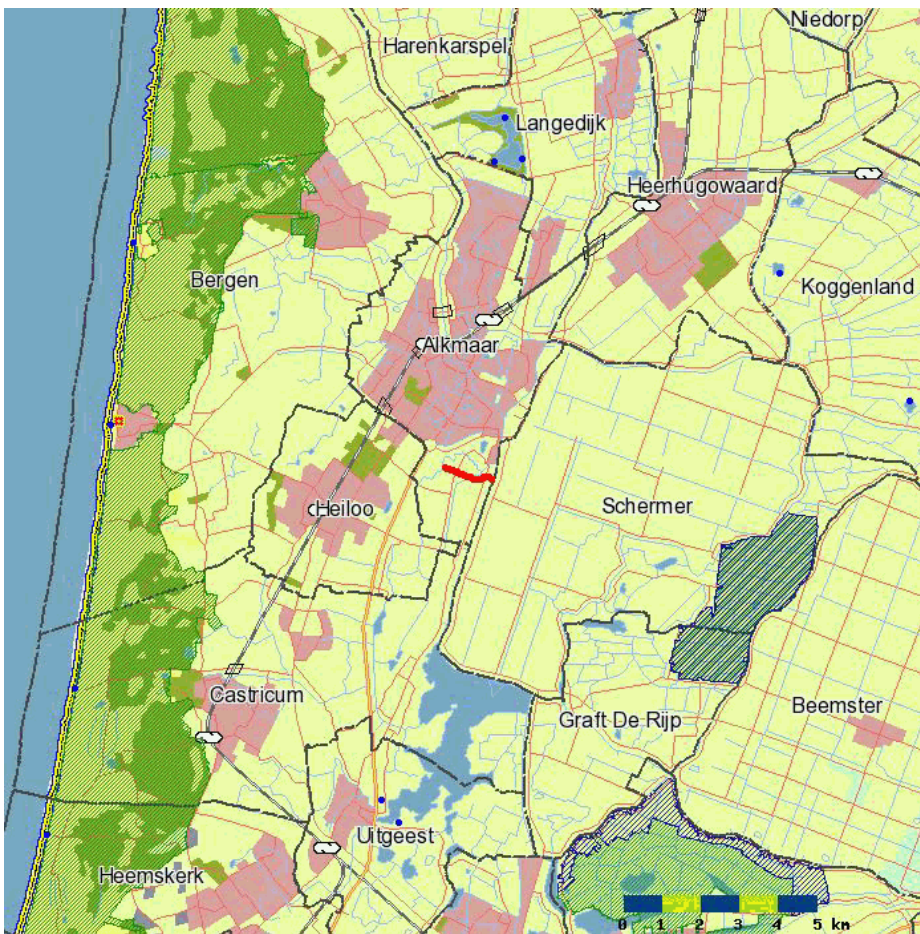 Niedorp
Harenkarspel
Langedijk
Heerhugowaard
Bergen
Koggenland
Alkmaar
Schermer
Heiloo
Castricum
Graft De Rijp
Beemster
Uitgeest
Heemskerk
0 1 2 3 4 5 km